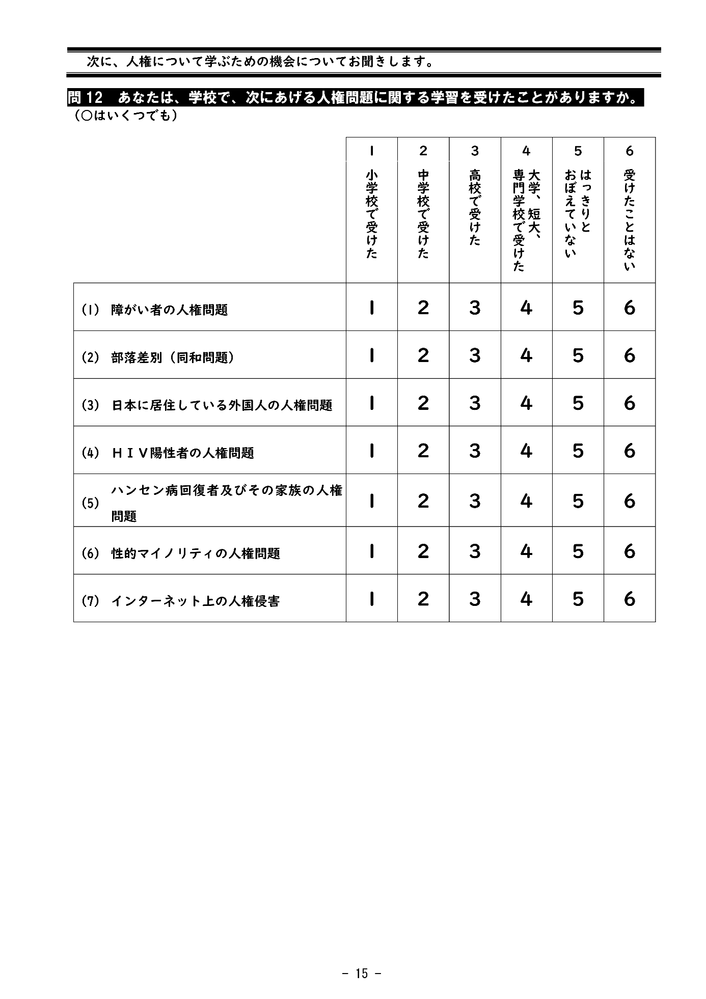 次に、人権について学ぶための機会についてお聞きします。
問12　あなたは、学校で、次にあげる人権問題に関する学習を受けたことがありますか。
（○はいくつでも）
1 2 3 4 5 6
小学校で受けた
中学校で受けた
高校で受けた
大学、短大、
専門学校で受けた
はっきりと
おぼえていない
受けたことはない
(1) 障がい者の人権問題 1 2 3 4 5 6
(2) 部落差別（同和問題） 1 2 3 4 5 6
(3) 日本に居住している外国人の人権問題 1 2 3 4 5 6
(4) ＨＩＶ陽性者の人権問題 1 2 3 4 5 6
(5) ハンセン病回復者及びその家族の人権
問題 1 2 3 4 5 6
(6) 性的マイノリティの人権問題 1 2 3 4 5 6
(7) インターネット上の人権侵害 1 2 3 4 5 6
- 15 -